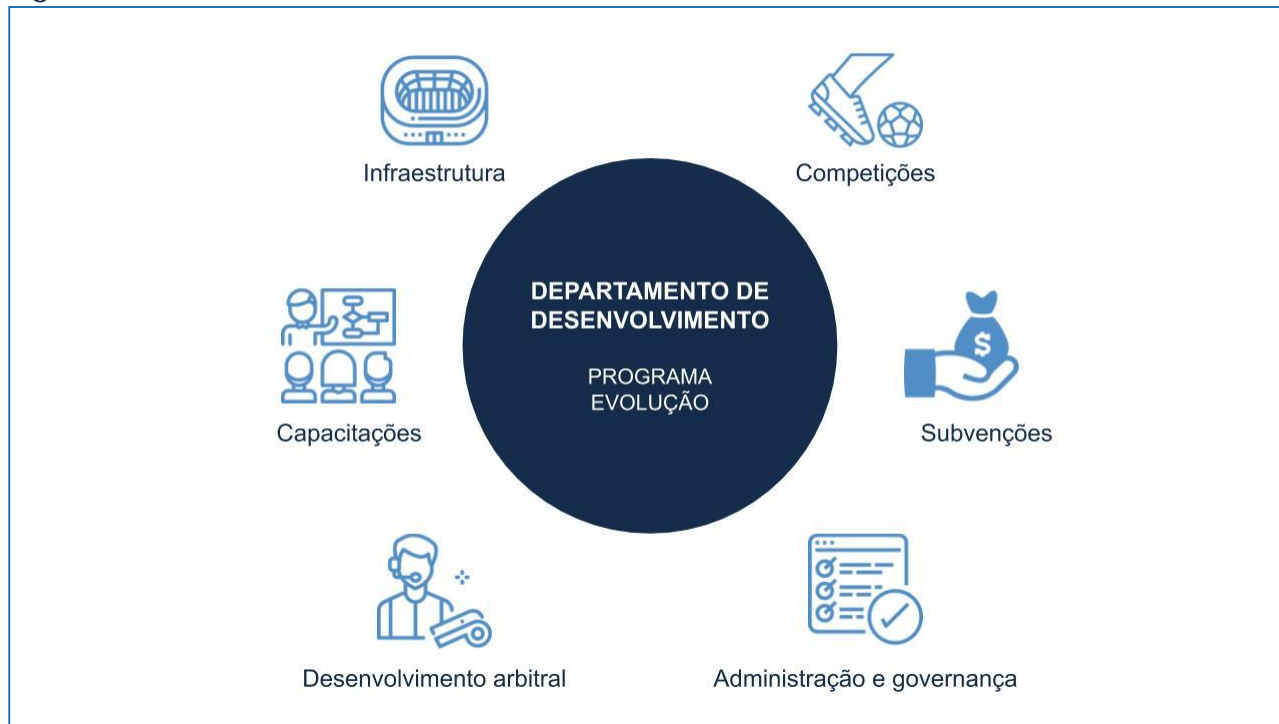 Infraestrutura
Competições
DEPARTAMENTO DE
DESENVOLVIMENTO
PROGRAMA
EVOLUÇÃO
$
Capacitações
Subvenções
Desenvolvimento arbitral
Administração e governança